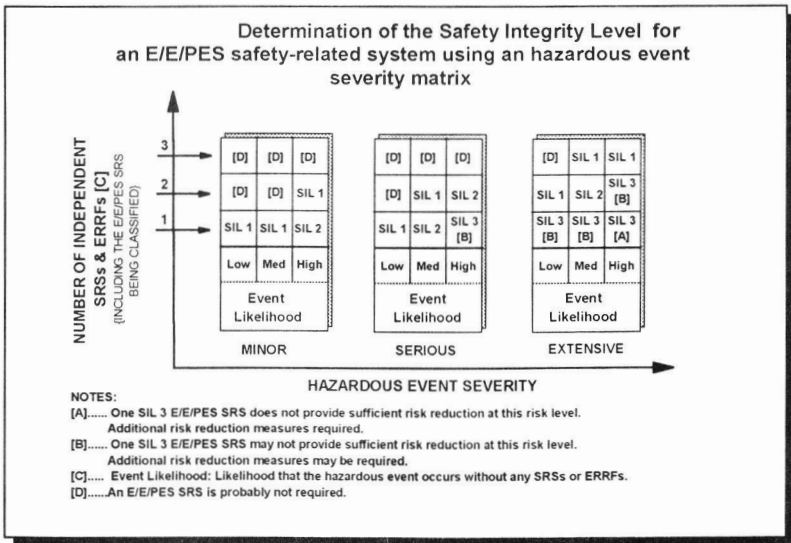 Determination of the Safety Integrity Level for
an E/E/PES safety-related system using an hazardous event
severity matrix
NUMBER OF INDEPENDENT
SRSs & ERRFs [C]
(INCLUDING THE E/E/PES SRS
BEING CLASSIFIED)
3
2
1
[D] [D] [D]
[D] [D] SIL 1
SIL 1 SIL 1 SIL 2
Low Med High
Event
Likelihood
MINOR
[D] [D] [D]
[D] SIL 1 SIL 2
SIL 1 SIL 2 SIL 3 [B]
Low Med High
Event
Likelihood
SERIOUS
[D] SIL 1 SIL 1
SIL 1 SIL 2 SIL 3 [B]
SIL 3 [B] SIL 3 [B] SIL 3 [A]
Low Med High
Event
Likelihood
EXTENSIVE
HAZARDOUS EVENT SEVERITY
NOTES:
[A]...... One SIL 3 E/E/PES SRS does not provide sufficient risk reduction at this risk level.
Additional risk reduction measures required.
[B]...... One SIL 3 E/E/PES SRS may not provide sufficient risk reduction at this risk level.
Additional risk reduction measures may be required.
[C]..... Event Likelihood: Likelihood that the hazardous event occurs without any SRSs or ERRFs.
[D]......An E/E/PES SRS is probably not required.